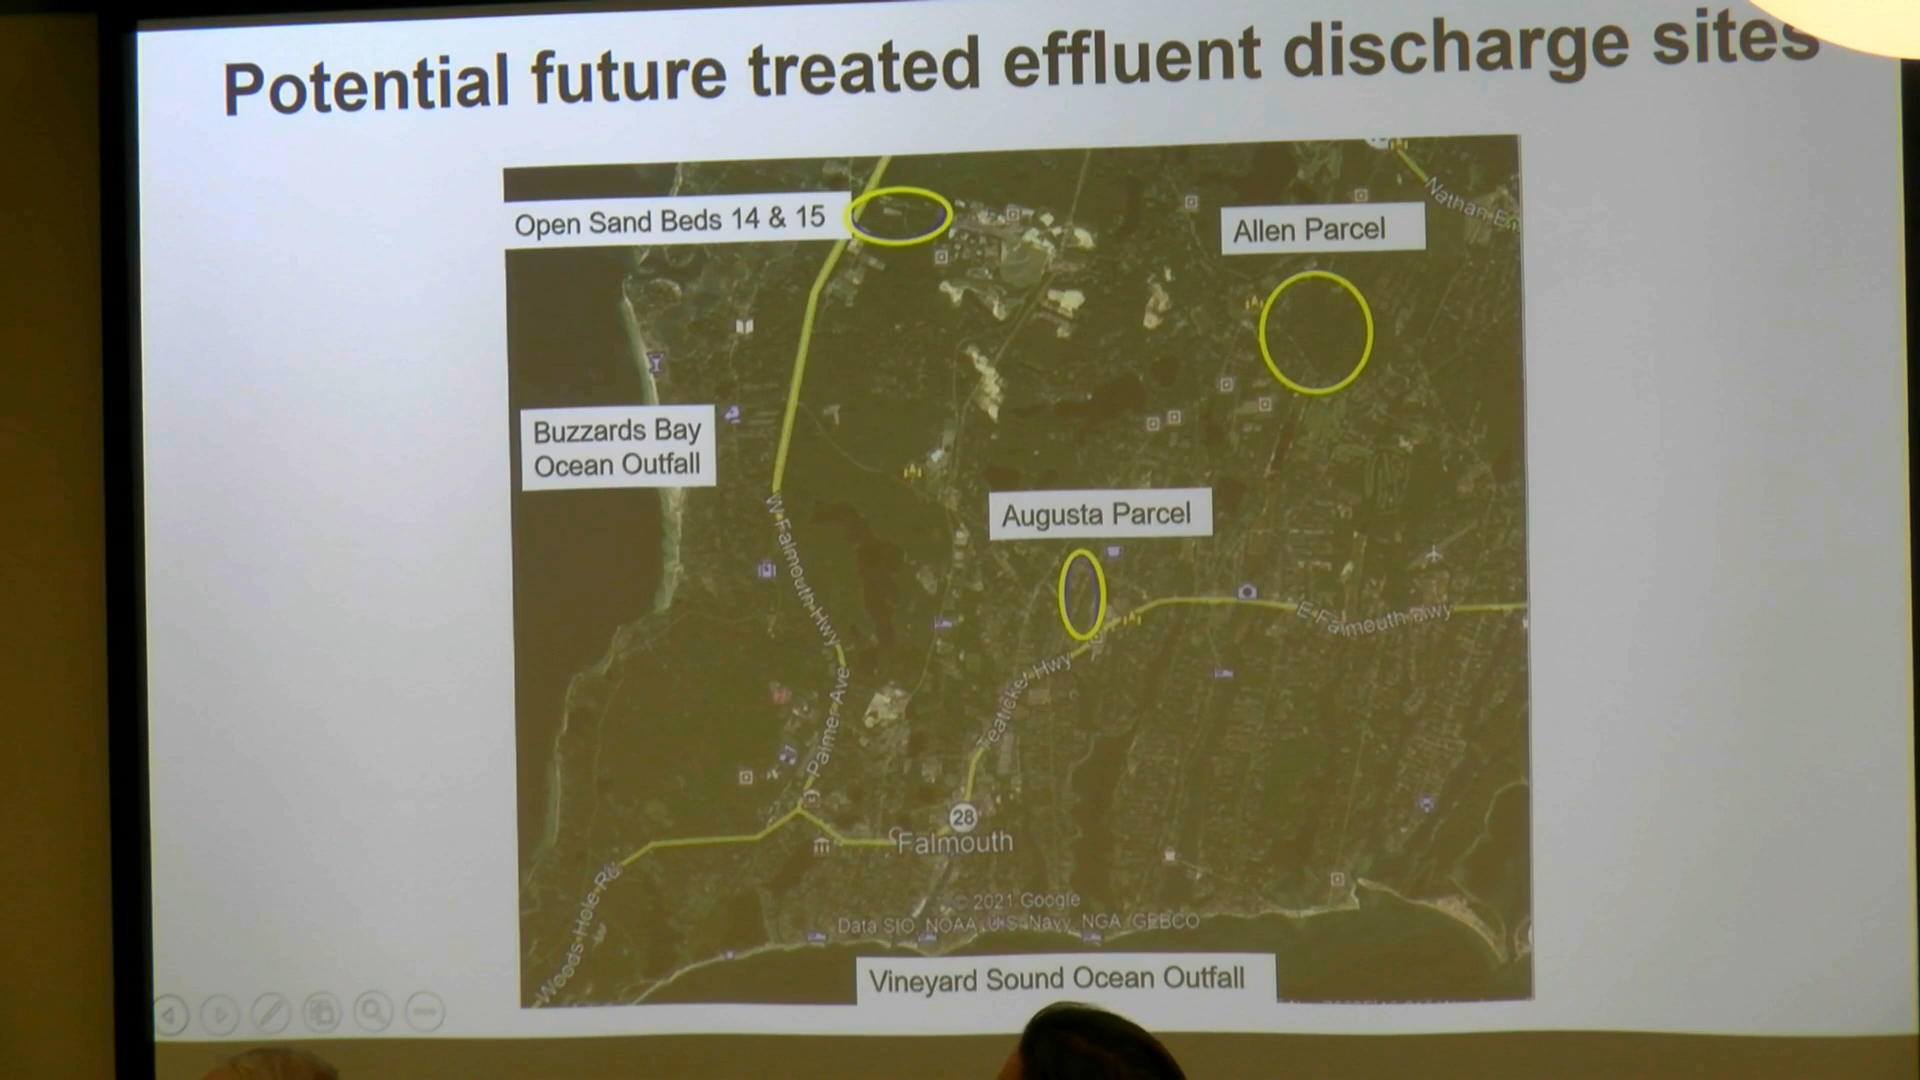 Potential future treated effluent discharge sites
Open Sand Beds 14 & 15
Allen Parcel
Buzzards Bay
Ocean Outfall
Augusta Parcel
W Falmouth Hwy
E Falmouth Hwy
Teaticket Hwy
Palmer Ave
28
Falmouth
Woods Hole Rd
© 2021 Google
Data SIO, NOAA, U.S. Navy, NGA, GEBCO
Vineyard Sound Ocean Outfall